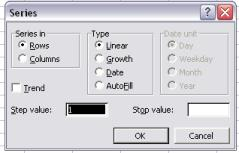 Series
Series in
Rows
Columns
Trend
Type
Linear
Growth
Date
AutoFill
Date unit
Day
Weekday
Month
Year
Step value: 1
Stop value:
OK
Cancel